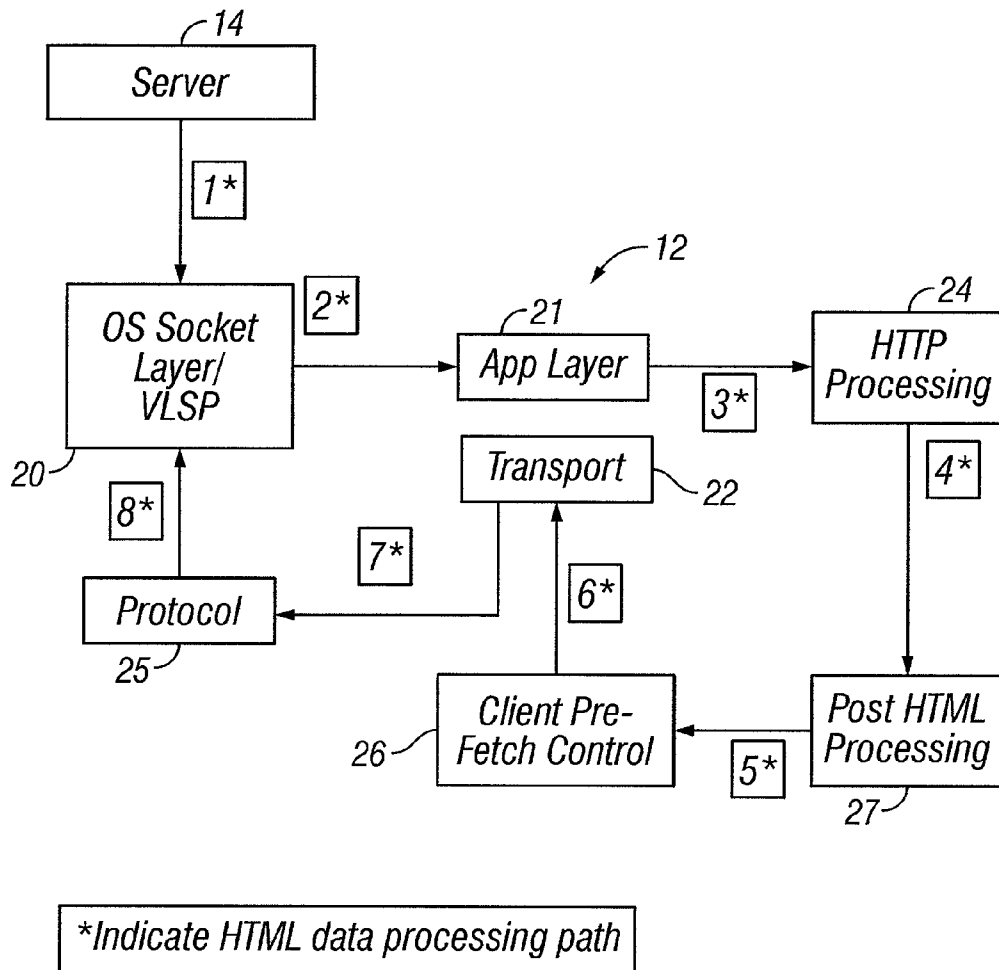 14
Server
1*
12
2*
OS Socket
Layer/
VLSP
20
21
App Layer
3*
24
HTTP
Processing
4*
Transport
22
8*
7*
6*
Protocol
25
Client Pre-
Fetch Control
26
5*
Post HTML
Processing
27
*Indicate HTML data processing path